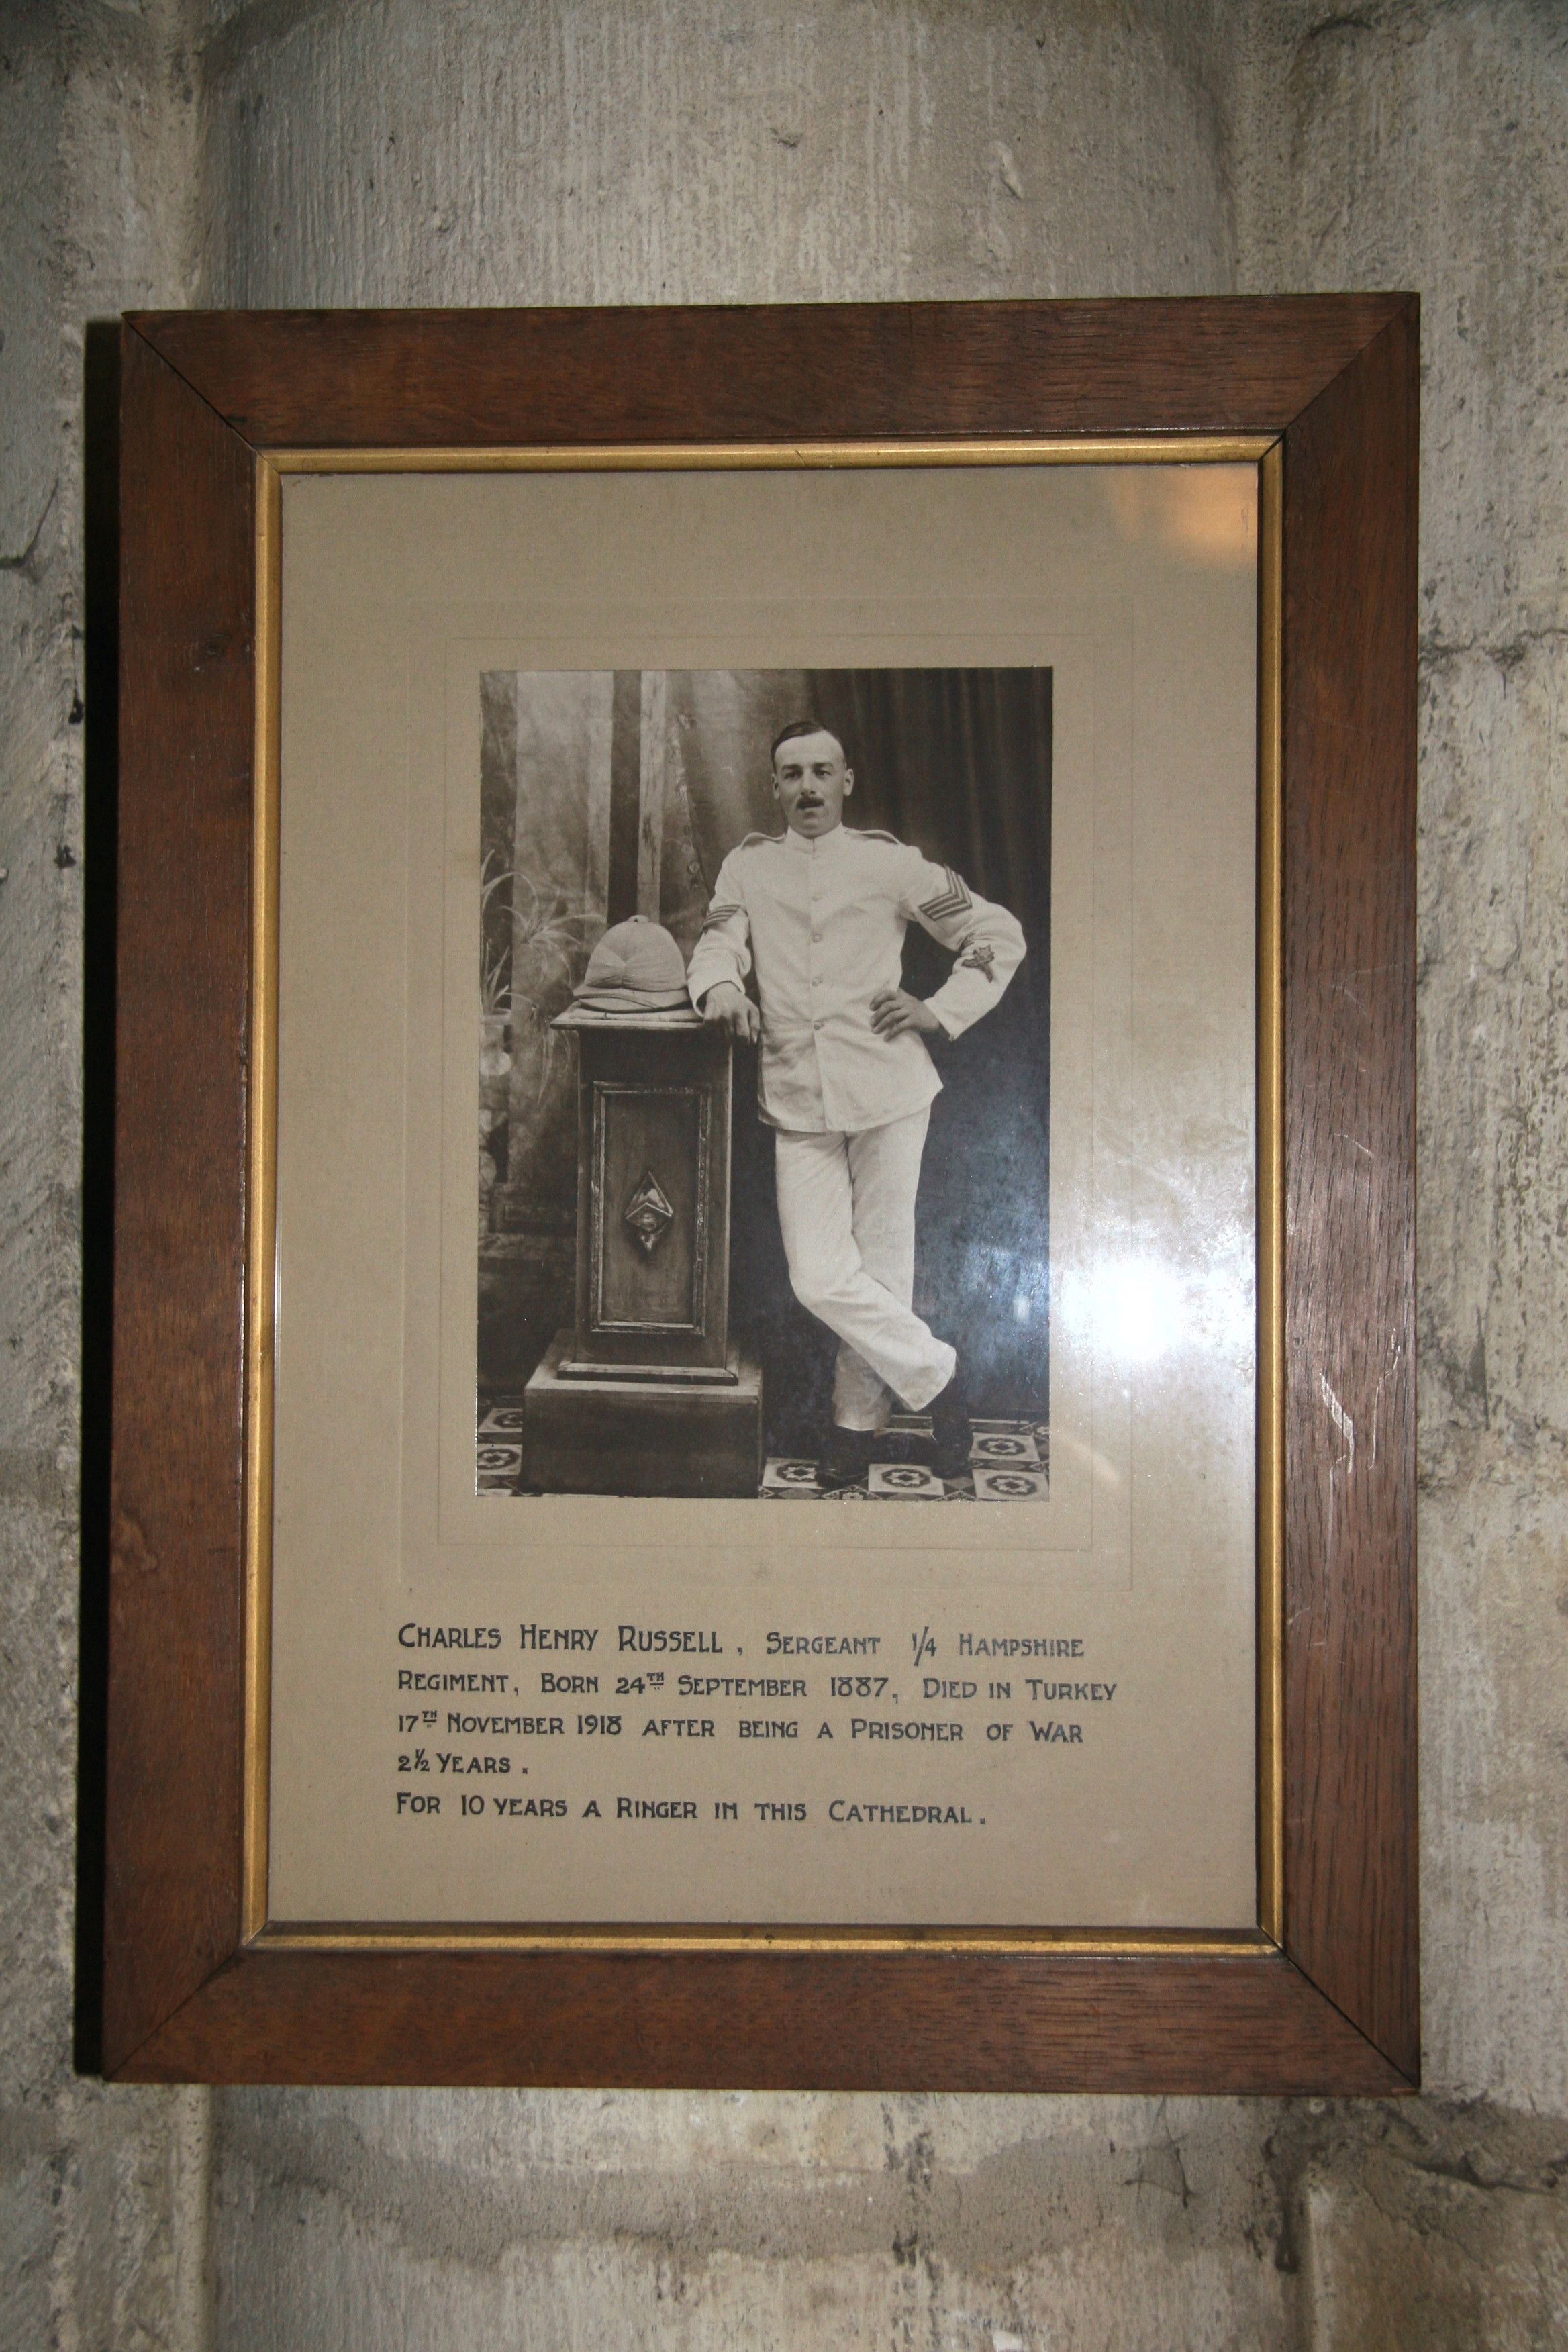 CHARLES HENRY RUSSELL, SERGEANT 1/4 HAMPSHIRE
REGIMENT, BORN 24TH SEPTEMBER 1887, DIED IN TURKEY
17TH NOVEMBER 1918 AFTER BEING A PRISONER OF WAR
2½ YEARS.
FOR 10 YEARS A RINGER IN THIS CATHEDRAL.